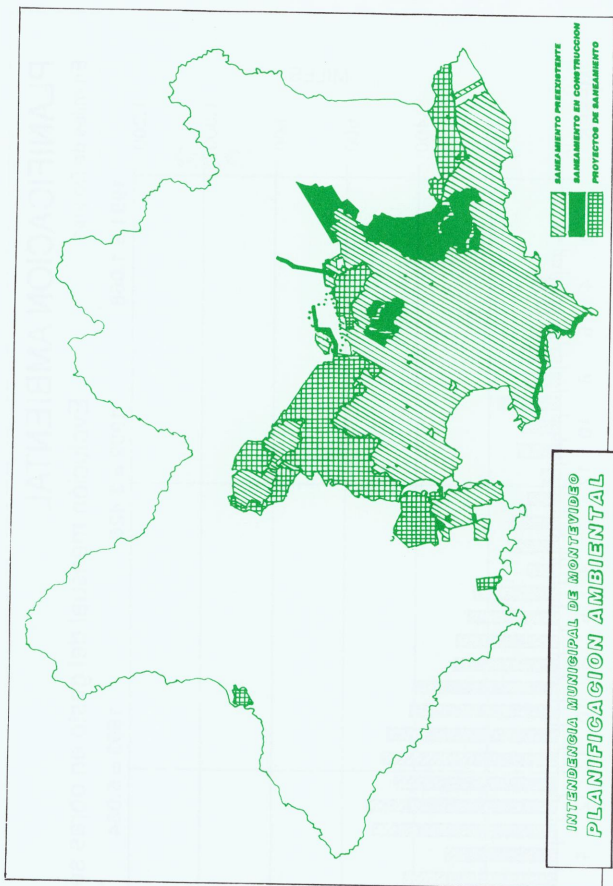 SANEAMIENTO PREEXISTENTE
SANEAMIENTO EN CONSTRUCCION
PROYECTOS DE SANEAMIENTO
INTENDENCIA MUNICIPAL DE MONTEVIDEO
PLANIFICACION AMBIENTAL